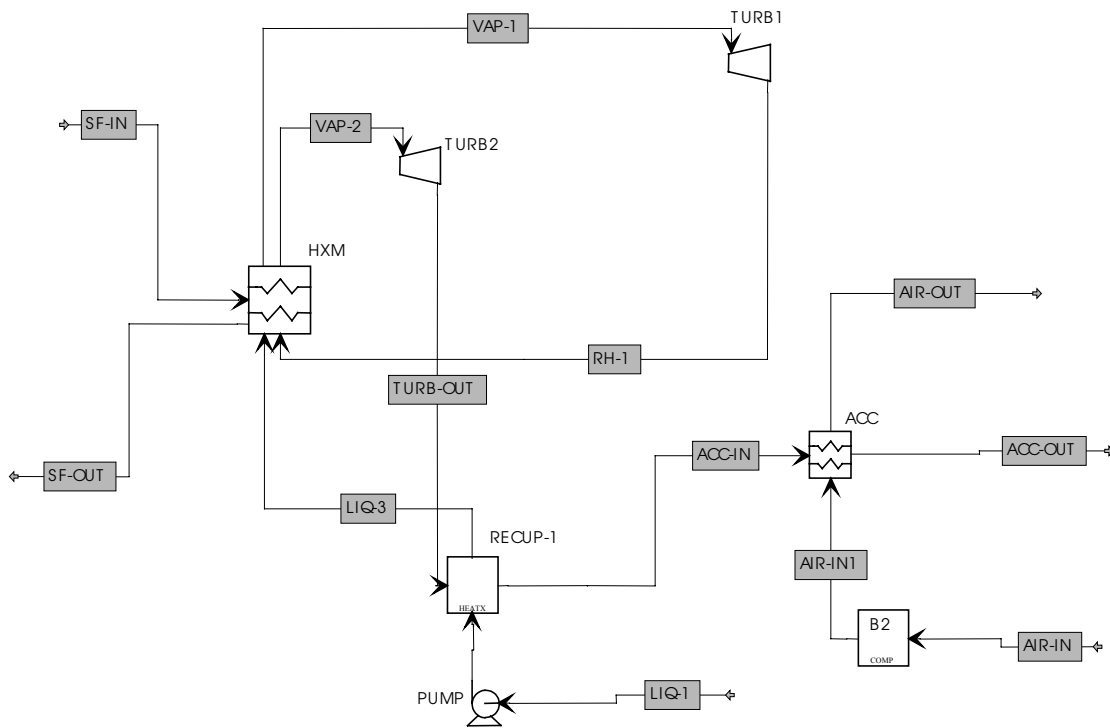 TURB1
VAP-1
SF-IN
VAP-2
TURB2
HXM
AIR-OUT
RH-1
TURB-OUT
ACC
ACC-IN
ACC-OUT
SF-OUT
LIQ-3
RECUP-1
AIR-IN1
HEATX
B2
COMP
AIR-IN
PUMP
LIQ-1